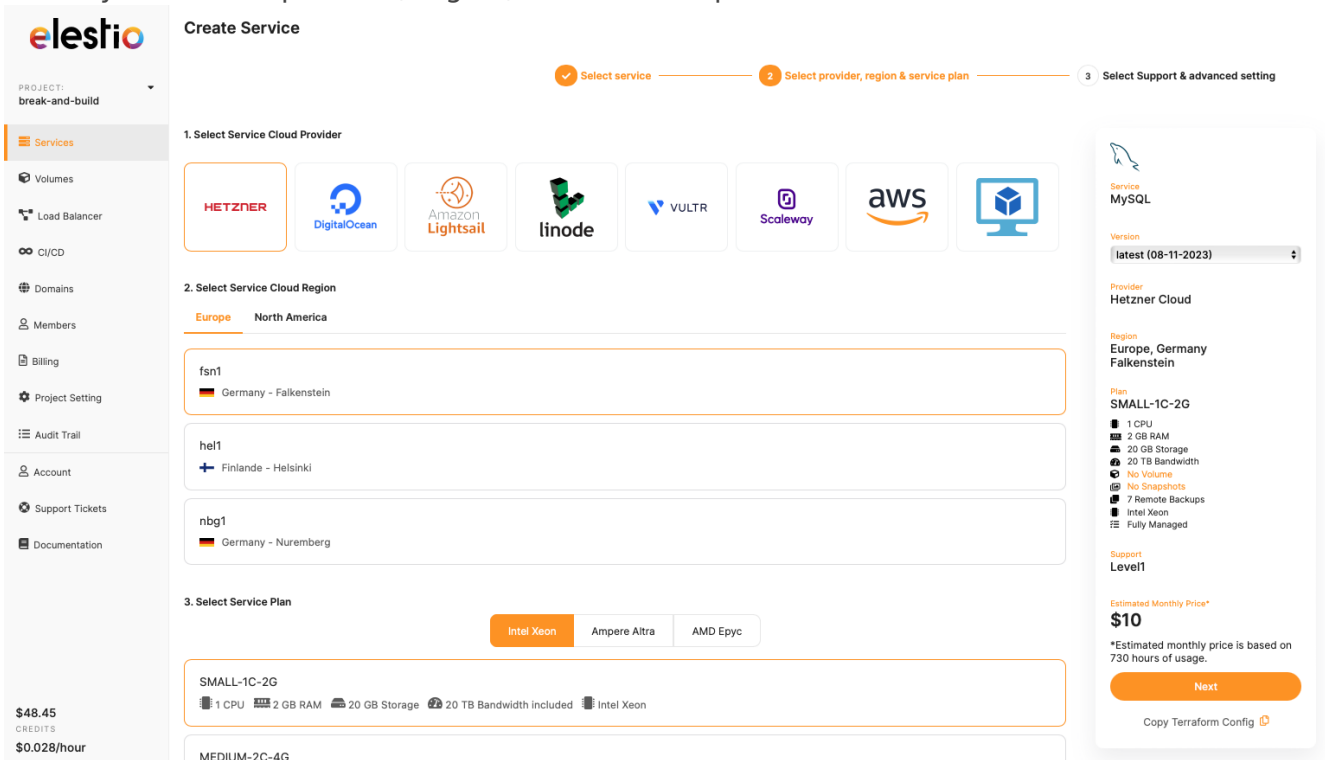 elestio
Create Service
Select service
2 Select provider, region & service plan
3 Select Support & advanced setting
PROJECT:
break-and-build
Services
Volumes
Load Balancer
CI/CD
Domains
Members
Billing
Project Setting
Audit Trail
Account
Support Tickets
Documentation
$48.45
CREDITS
$0.028/hour
1. Select Service Cloud Provider
HETZNER
DigitalOcean
Amazon
Lightsail
linode
VULTR
Scaleway
aws
2. Select Service Cloud Region
Europe North America
fsn1
Germany - Falkenstein
hel1
Finlande - Helsinki
nbg1
Germany - Nuremberg
3. Select Service Plan
Intel Xeon Ampere Altra AMD Epyc
SMALL-1C-2G
1 CPU 2 GB RAM 20 GB Storage 20 TB Bandwidth included Intel Xeon
MEDIUM-2C-4G
Service
MySQL
Version
latest (08-11-2023)
Provider
Hetzner Cloud
Region
Europe, Germany
Falkenstein
Plan
SMALL-1C-2G
1 CPU
2 GB RAM
20 GB Storage
20 TB Bandwidth
No Volume
No Snapshots
7 Remote Backups
Intel Xeon
Fully Managed
Support
Level1
Estimated Monthly Price*
$10
*Estimated monthly price is based on
730 hours of usage.
Next
Copy Terraform Config